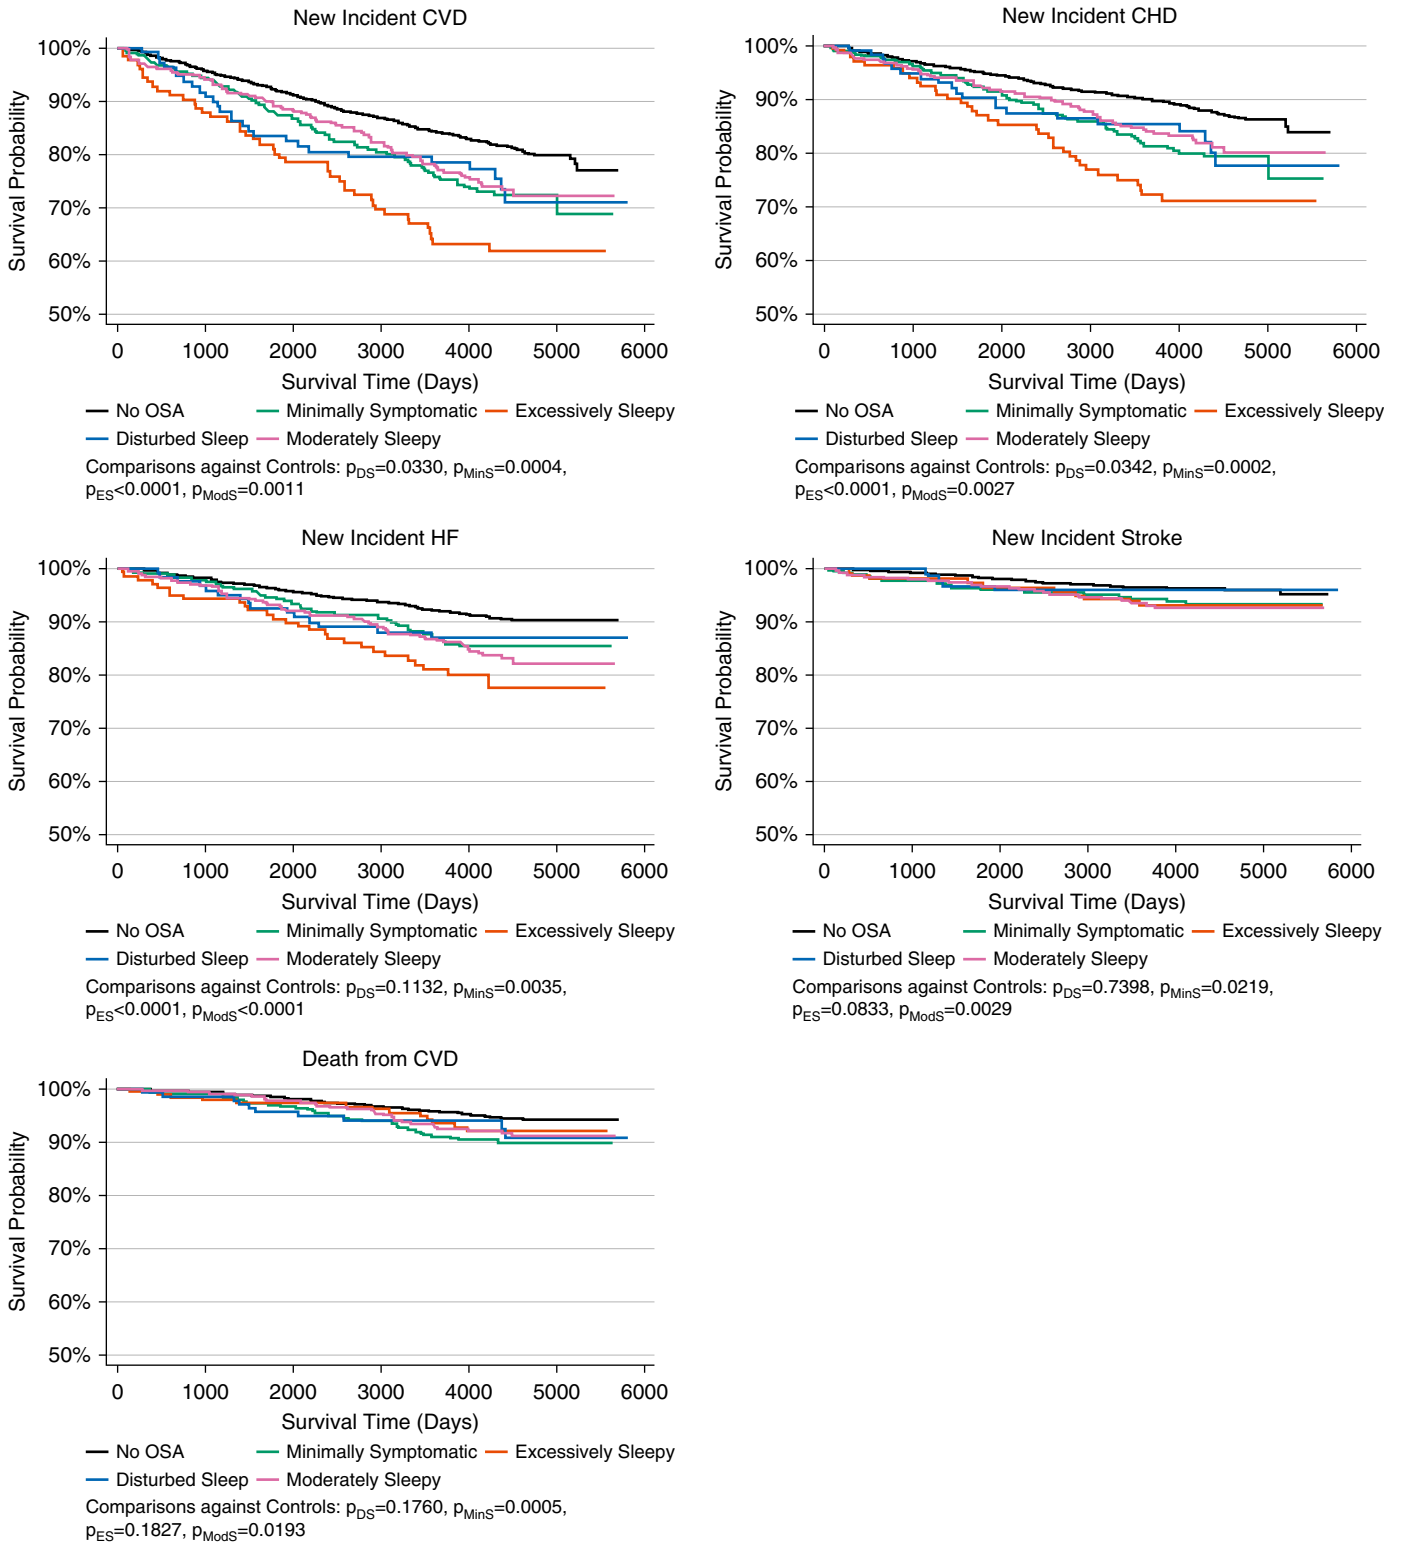 New Incident CVD
Survival Probability
100%
90%
80%
70%
60%
50%
0 1000 2000 3000 4000 5000 6000
Survival Time (Days)
No OSA Minimally Symptomatic Excessively Sleepy
Disturbed Sleep Moderately Sleepy
Comparisons against Controls: pDS=0.0330, pMinS=0.0004,
pES<0.0001, pModS=0.0011
New Incident CHD
Survival Probability
100%
90%
80%
70%
60%
50%
0 1000 2000 3000 4000 5000 6000
Survival Time (Days)
No OSA Minimally Symptomatic Excessively Sleepy
Disturbed Sleep Moderately Sleepy
Comparisons against Controls: pDS=0.0342, pMinS=0.0002,
pES<0.0001, pModS=0.0027
New Incident HF
Survival Probability
100%
90%
80%
70%
60%
50%
0 1000 2000 3000 4000 5000 6000
Survival Time (Days)
No OSA Minimally Symptomatic Excessively Sleepy
Disturbed Sleep Moderately Sleepy
Comparisons against Controls: pDS=0.1132, pMinS=0.0035,
pES<0.0001, pModS<0.0001
New Incident Stroke
Survival Probability
100%
90%
80%
70%
60%
50%
0 1000 2000 3000 4000 5000 6000
Survival Time (Days)
No OSA Minimally Symptomatic Excessively Sleepy
Disturbed Sleep Moderately Sleepy
Comparisons against Controls: pDS=0.7398, pMinS=0.0219,
pES=0.0833, pModS=0.0029
Death from CVD
Survival Probability
100%
90%
80%
70%
60%
50%
0 1000 2000 3000 4000 5000 6000
Survival Time (Days)
No OSA Minimally Symptomatic Excessively Sleepy
Disturbed Sleep Moderately Sleepy
Comparisons against Controls: pDS=0.1760, pMinS=0.0005,
pES=0.1827, pModS=0.0193